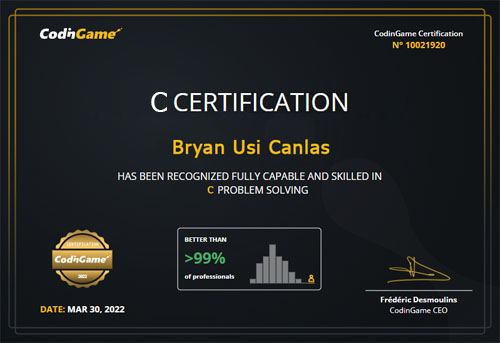 CodinGame
CodinGame Certification
N° 10021920
C CERTIFICATION
Bryan Usi Canlas
HAS BEEN RECOGNIZED FULLY CAPABLE AND SKILLED IN
C PROBLEM SOLVING
CERTIFICATION
CodinGame
2022
BETTER THAN
>99%
of professionals
DATE: MAR 30, 2022
Frédéric Desmoulins
CodinGame CEO